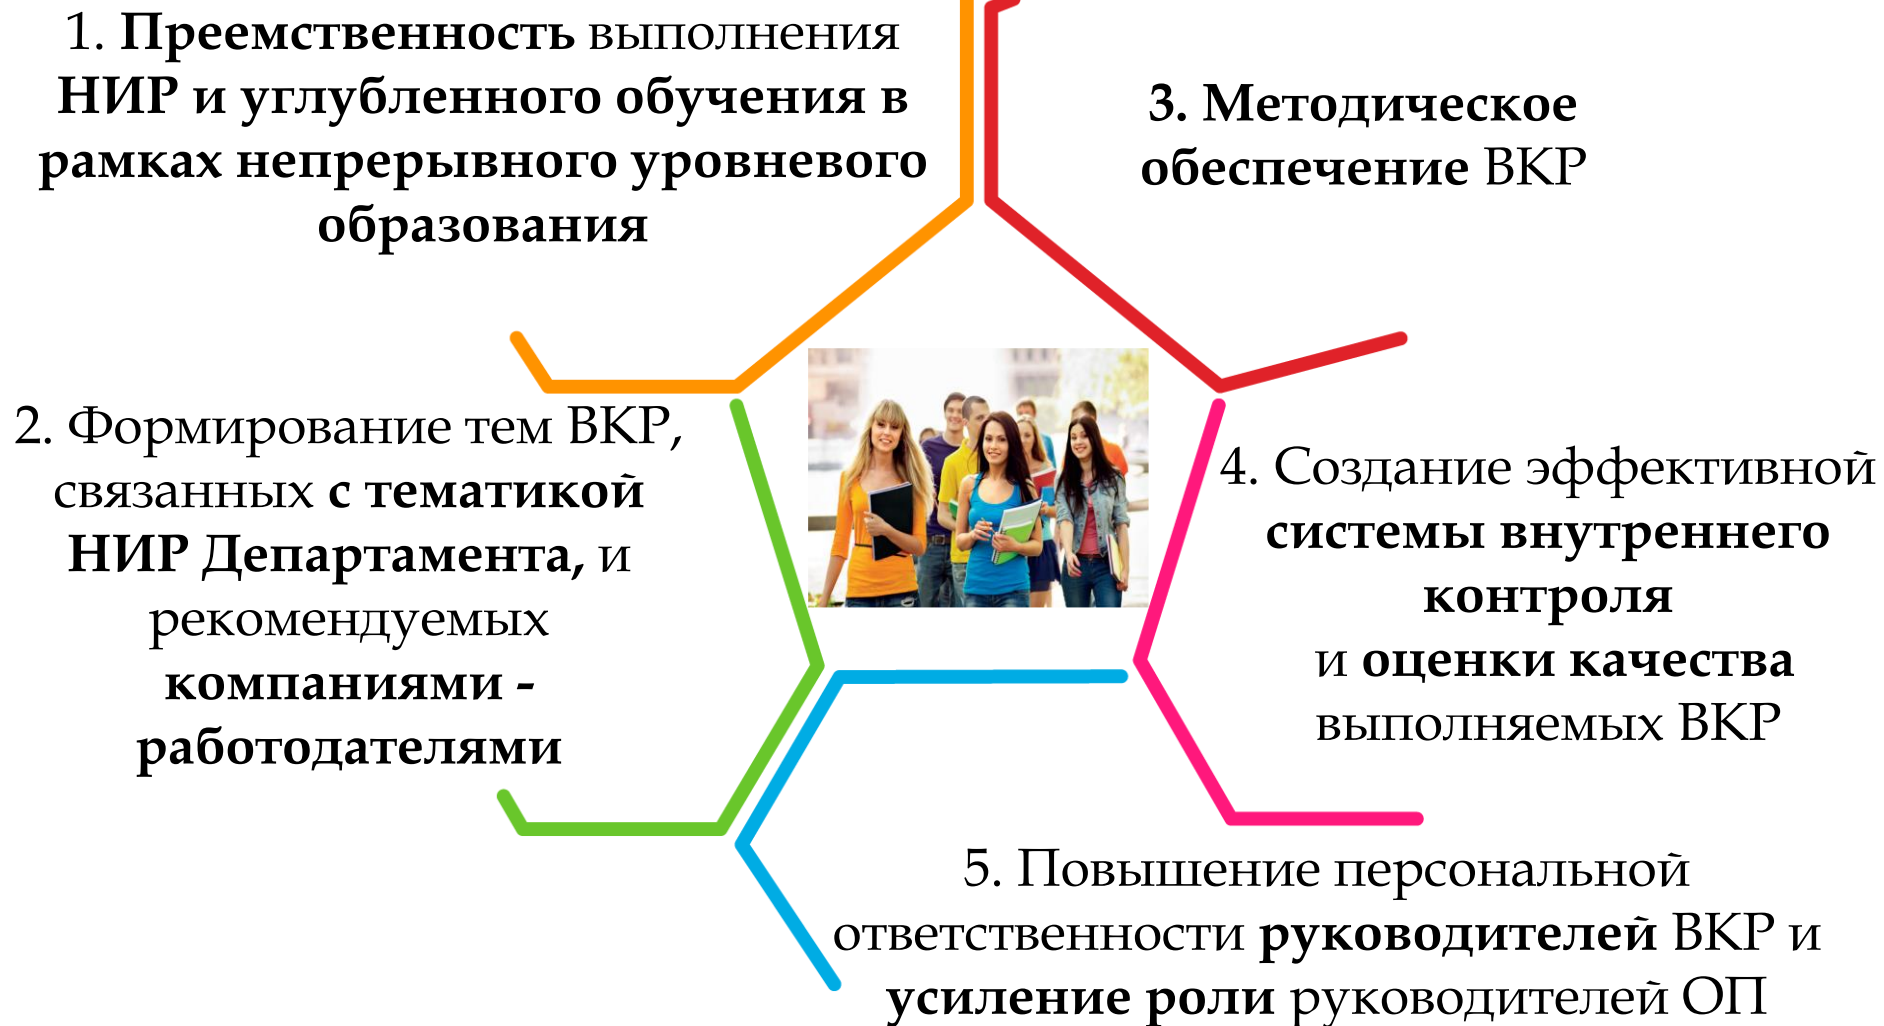 1. Преемственность выполнения
НИР и углубленного обучения в
рамках непрерывного уровневого
образования
2. Формирование тем ВКР,
связанных с тематикой
НИР Департамента, и
рекомендуемых
компаниями -
работодателями
3. Методическое
обеспечение ВКР
4. Создание эффективной
системы внутреннего
контроля
и оценки качества
выполняемых ВКР
5. Повышение персональной
ответственности руководителей ВКР и
усиление роли руководителей ОП